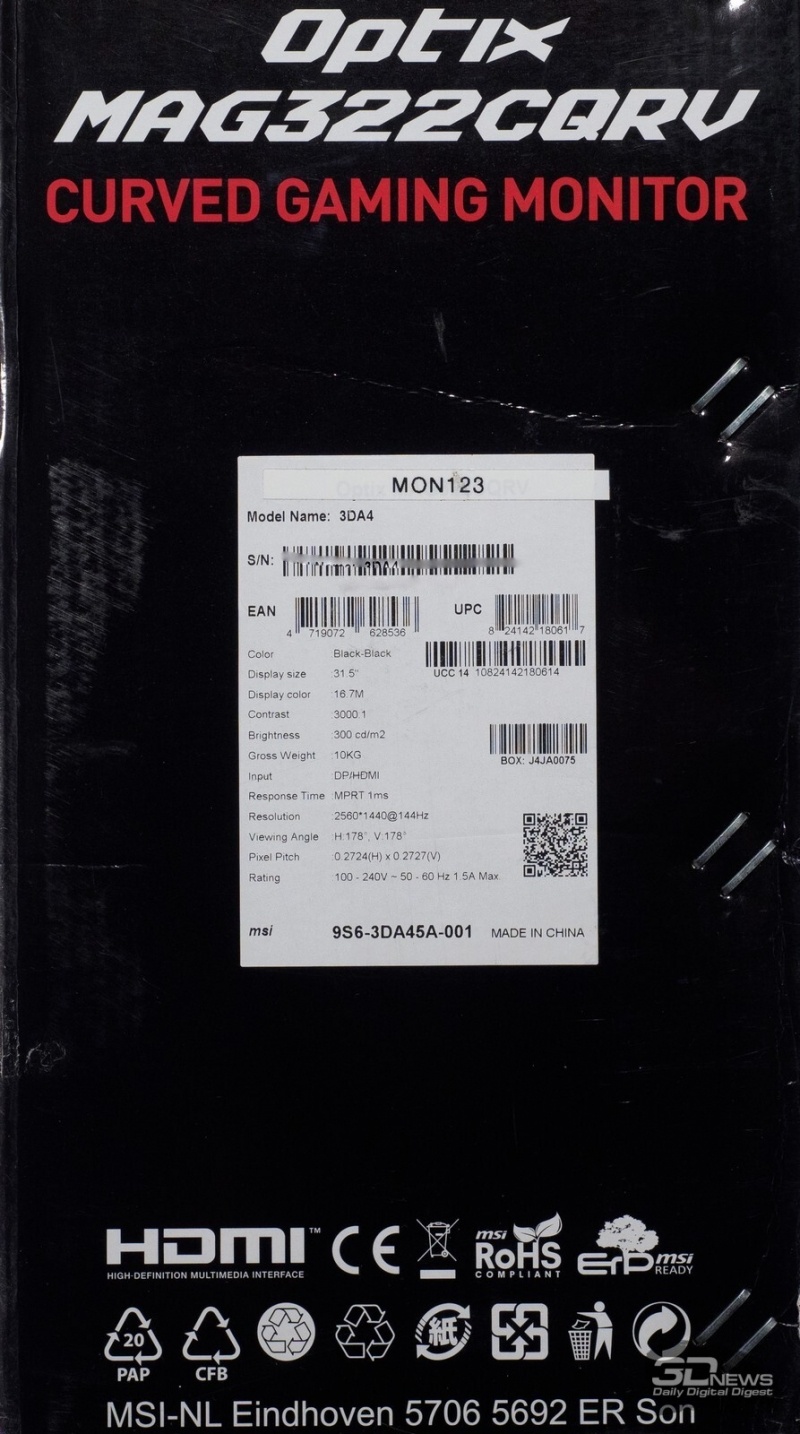 Optix
MAG322CQRV
CURVED GAMING MONITOR
MON123
Model Name: 3DA4
S/N:
3DA4
EAN
4 719072 628536
UPC
8 24142 18061 7
UCC 14 10824142180614
Color :Black-Black
Display size :31.5"
Display color :16.7M
Contrast :3000:1
Brightness :300 cd/m2
BOX: J4JA0075
Gross Weight :10KG
Input :DP/HDMI
Response Time :MPRT 1ms
Resolution :2560*1440@144Hz
Viewing Angle :H:178°, V:178°
Pixel Pitch :0.2724(H) x 0.2727(V)
Rating :100 - 240V ~ 50 - 60 Hz 1.5A Max.
msi 9S6-3DA45A-001 MADE IN CHINA
HDMI™
HIGH-DEFINITION MULTIMEDIA INTERFACE
CE
msi
RoHS
COMPLIANT
ErP msi
READY
20
PAP
CFB
紙
3DNEWS
Daily Digital Digest
MSI-NL Eindhoven 5706 5692 ER Son